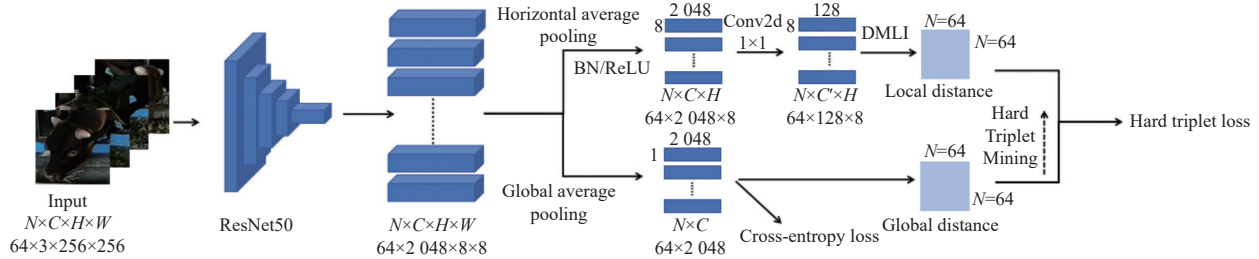 Input
N×C×H×W
64×3×256×256
ResNet50
N×C×H×W
64×2 048×8×8
Horizontal average
pooling
BN/ReLU
Global average
pooling
2 048
8
N×C×H
64×2 048×8
Conv2d
1×1
128
8
N×C′×H
64×128×8
DMLI
N=64
N=64
Local distance
2 048
1
N×C
64×2 048
Cross-entropy loss
N=64
N=64
Global distance
Hard
Triplet
Mining
Hard triplet loss